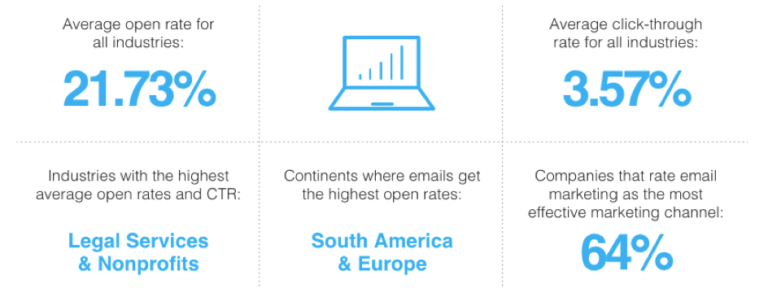 Average open rate for
all industries:
21.73%
Average click-through
rate for all industries:
3.57%
Industries with the highest
average open rates and CTR:
Legal Services
& Nonprofits
Continents where emails get
the highest open rates:
South America
& Europe
Companies that rate email
marketing as the most
effective marketing channel:
64%